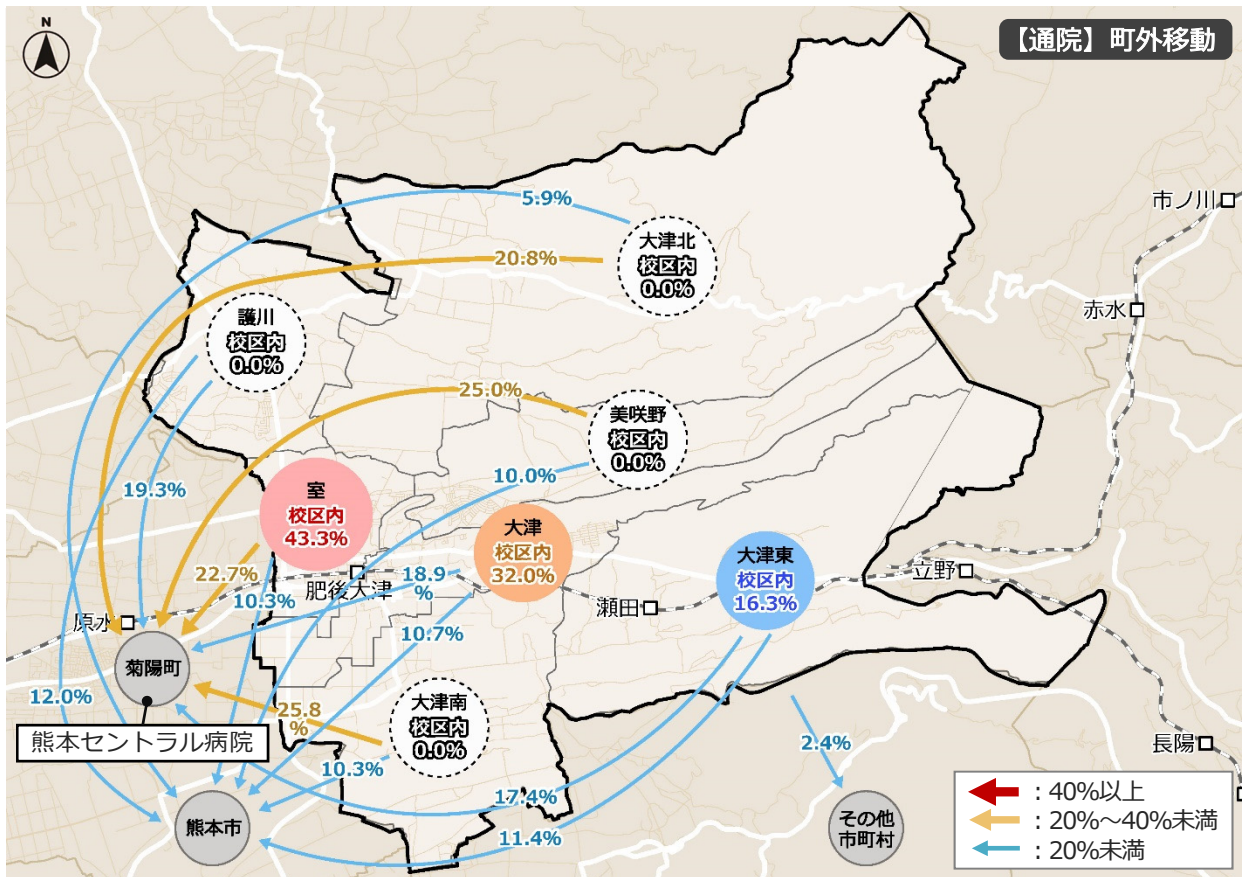 N
【通院】町外移動
5.9%
市ノ川
大津北
校区内
0.0%
20.8%
赤水
護川
校区内
0.0%
25.0%
美咲野
校区内
0.0%
10.0%
19.3%
室
校区内
43.3%
大津
校区内
32.0%
大津東
校区内
16.3%
立野
22.7%
10.3%
肥後大津
18.9
%
瀬田
原水
10.7%
菊陽町
12.0%
熊本セントラル病院
25.8
%
大津南
校区内
0.0%
10.3%
2.4%
長陽
17.4%
11.4%
熊本市
その他
市町村
：40%以上
：20%～40%未満
：20%未満